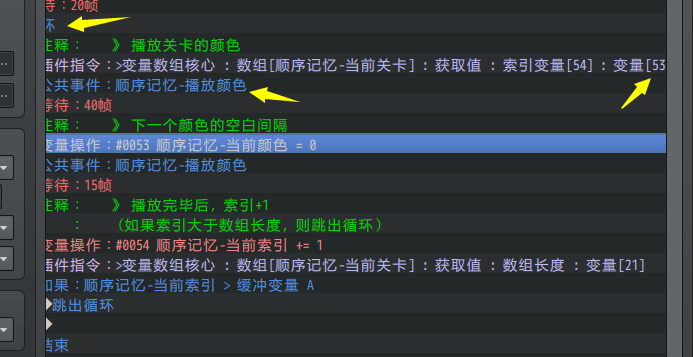 待：20帧
环
注释：　》 播放关卡的颜色
插件指令：>变量数组核心 : 数组[顺序记忆-当前关卡] : 获取值 : 索引变量[54] : 变量[53
公共事件：顺序记忆-播放颜色
等待：40帧
注释：　》 下一个颜色的空白间隔
变量操作：#0053 顺序记忆-当前颜色 = 0
公共事件：顺序记忆-播放颜色
等待：15帧
注释：　》 播放完毕后，索引+1
：　（如果索引大于数组长度，则跳出循环）
变量操作：#0054 顺序记忆-当前索引 += 1
插件指令：>变量数组核心 : 数组[顺序记忆-当前关卡] : 获取值 : 数组长度 : 变量[21]
如果：顺序记忆-当前索引 > 缓冲变量 A
跳出循环
结束